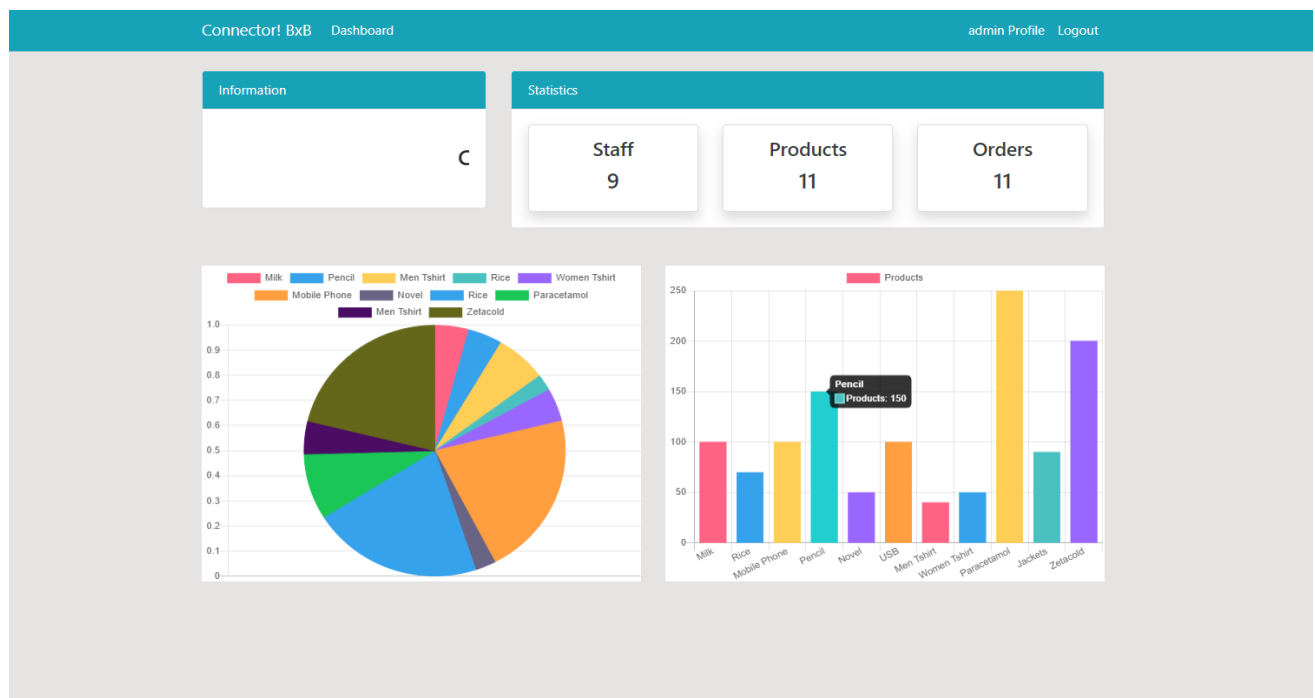 Connector! BxB Dashboard admin Profile Logout
Information
C
Statistics
Staff
9
Products
11
Orders
11
Milk Pencil Men Tshirt Rice Women Tshirt
Mobile Phone Novel Rice Paracetamol
Men Tshirt Zetacold
1.0
0.9
0.8
0.7
0.6
0.5
0.4
0.3
0.2
0.1
0
Products
250
200
150
100
50
0
Pencil
Products: 150
Milk Rice Mobile Phone Pencil Novel USB Men Tshirt Women Tshirt Paracetamol Jackets Zetacold